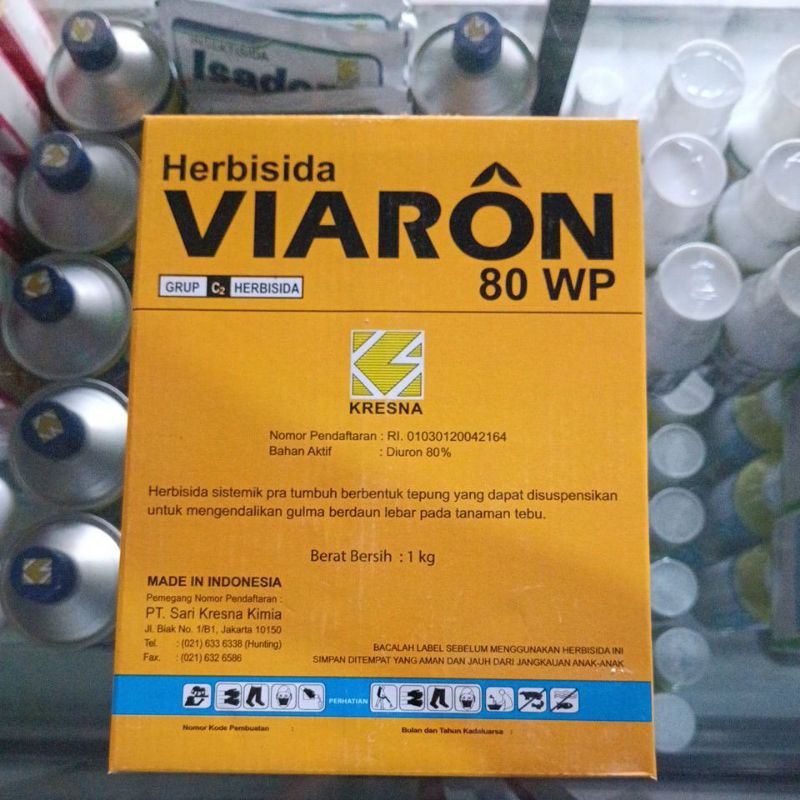 INSEKTISIDA
Herbisida
VIARÔN
80 WP
GRUP C2 HERBISIDA
KRESNA
Nomor Pendaftaran : RI. 01030120042164
Bahan Aktif : Diuron 80%
Herbisida sistemik pra tumbuh berbentuk tepung yang dapat disuspensikan
untuk mengendalikan gulma berdaun lebar pada tanaman tebu.
Berat Bersih : 1 kg
MADE IN INDONESIA
Pemegang Nomor Pendaftaran :
PT. Sari Kresna Kimia
Jl. Biak No. 1/B1, Jakarta 10150
Tel. : (021) 633 6338 (Hunting)
Fax. : (021) 632 6586
BACALAH LABEL SEBELUM MENGGUNAKAN HERBISIDA INI
SIMPAN DITEMPAT YANG AMAN DAN JAUH DARI JANGKAUAN ANAK-ANAK
PERHATIAN
Nomor Kode Pembuatan :
Bulan dan Tahun Kadaluarsa :